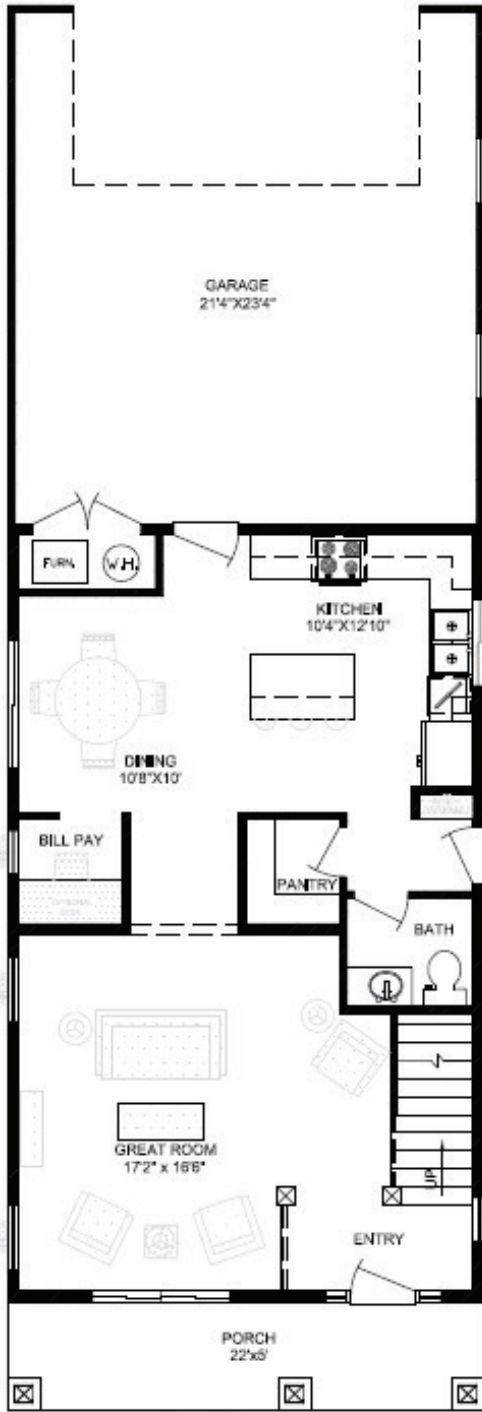 GARAGE
21'4"X23'4"
FURN.
W.H.
KITCHEN
10'4"X12'10"
DINING
10'8"X10'
BILL PAY
PANTRY
BATH
GREAT ROOM
17'2" x 16'6"
UP
ENTRY
PORCH
22'x5'